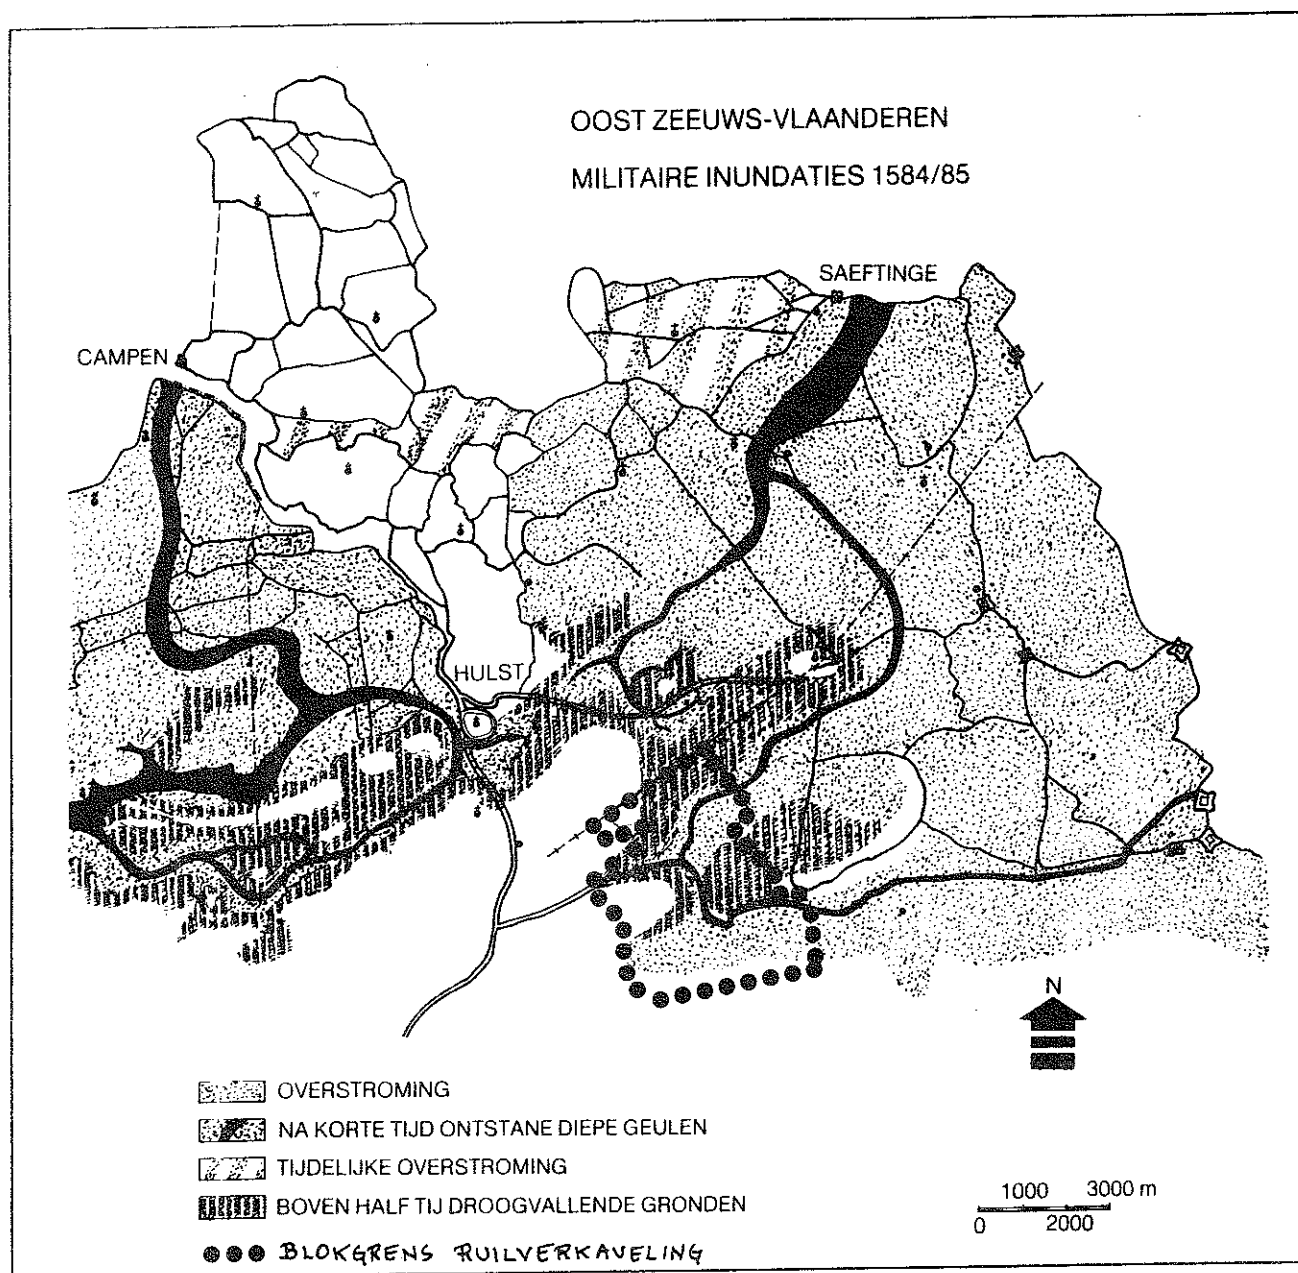 OOST ZEEUWS-VLAANDEREN
MILITAIRE INUNDATIES 1584/85
SAEFTINGE
CAMPEN
HULST
N
OVERSTROMING
NA KORTE TIJD ONTSTANE DIEPE GEULEN
TIJDELIJKE OVERSTROMING
BOVEN HALF TIJ DROOGVALLENDE GRONDEN
BLOKGRENS RUILVERKAVELING
1000 3000 m
0 2000